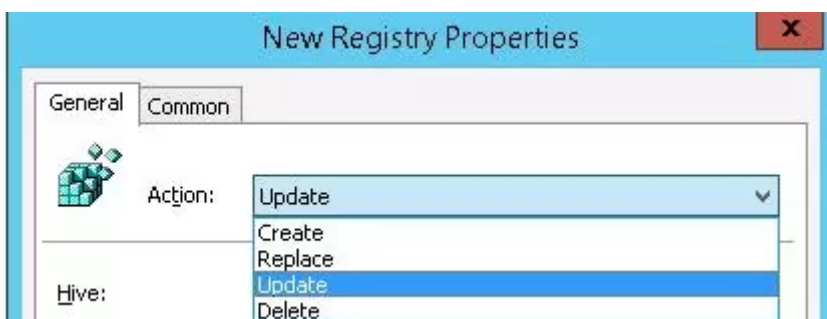 New Registry Properties
x
General Common
Action: Update
Create
Replace
Hive: Update
Delete